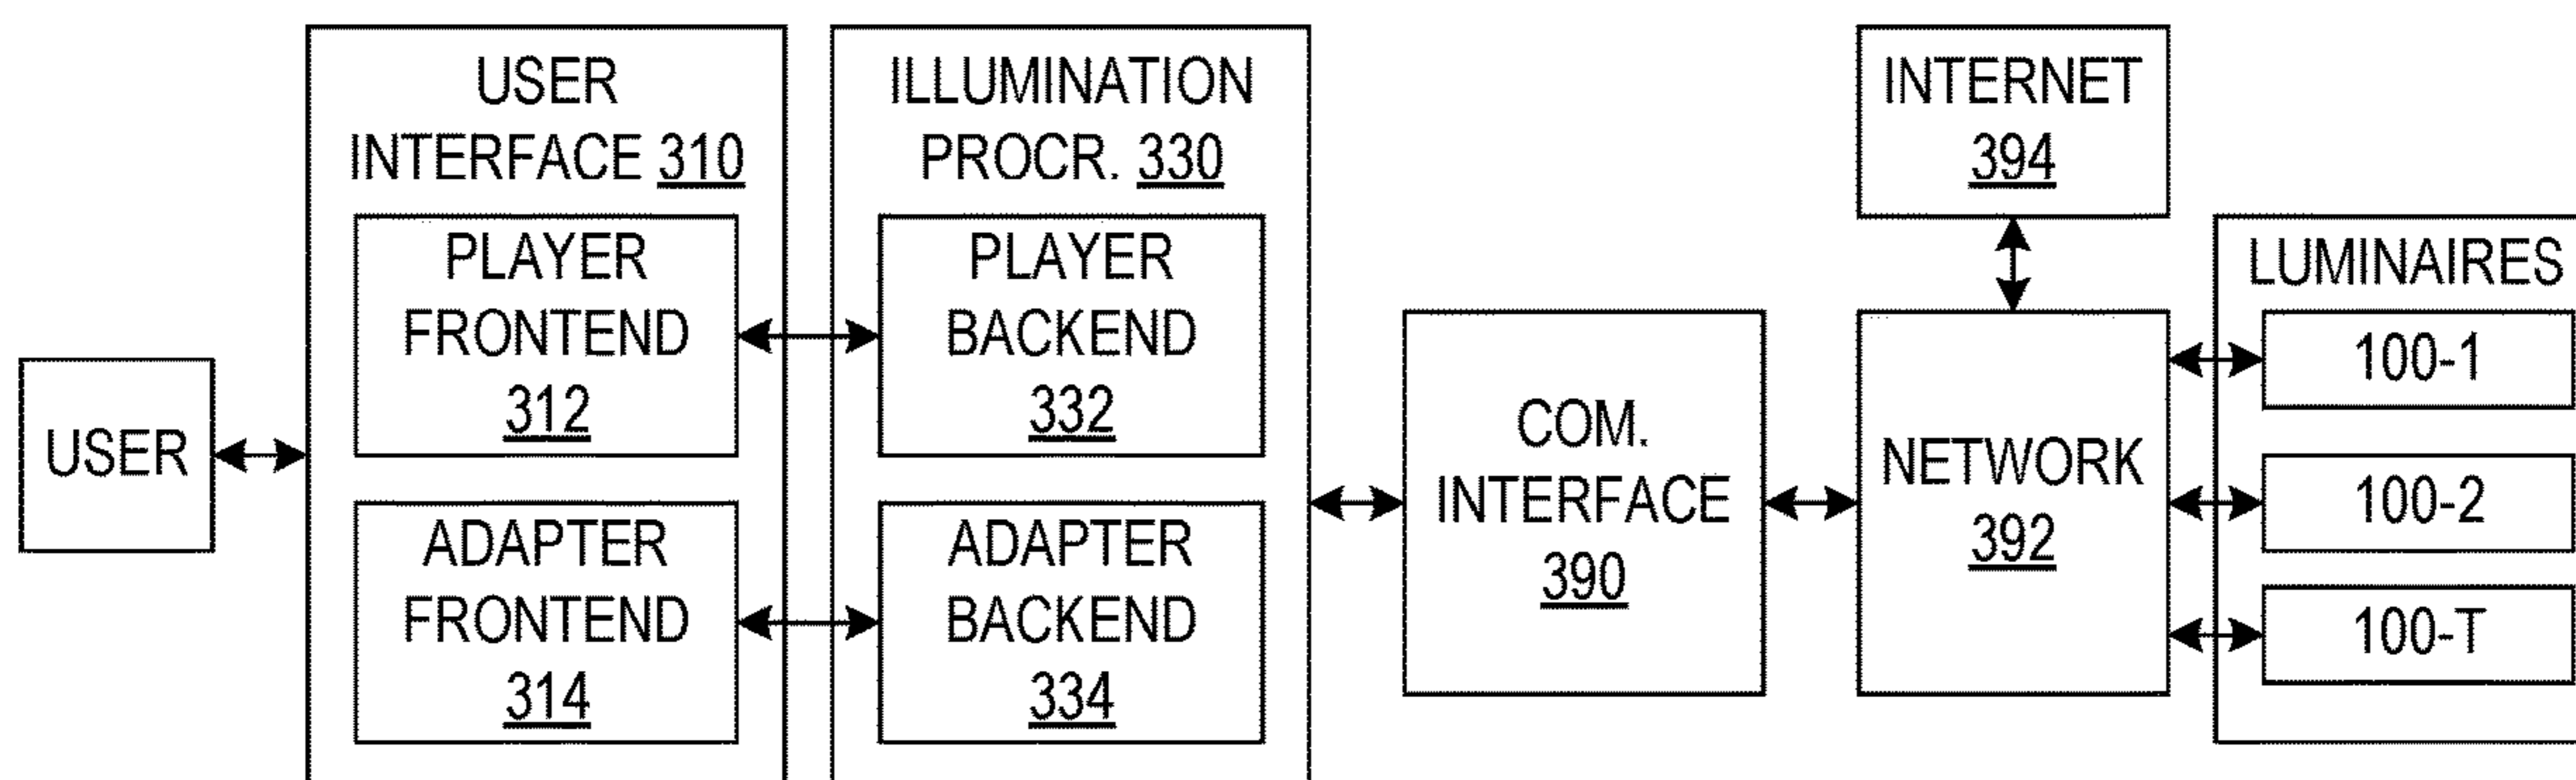 USER
USER
INTERFACE 310
PLAYER
FRONTEND
312
ADAPTER
FRONTEND
314
ILLUMINATION
PROCR. 330
PLAYER
BACKEND
332
ADAPTER
BACKEND
334
COM.
INTERFACE
390
INTERNET
394
NETWORK
392
LUMINAIRES
100-1
100-2
100-T